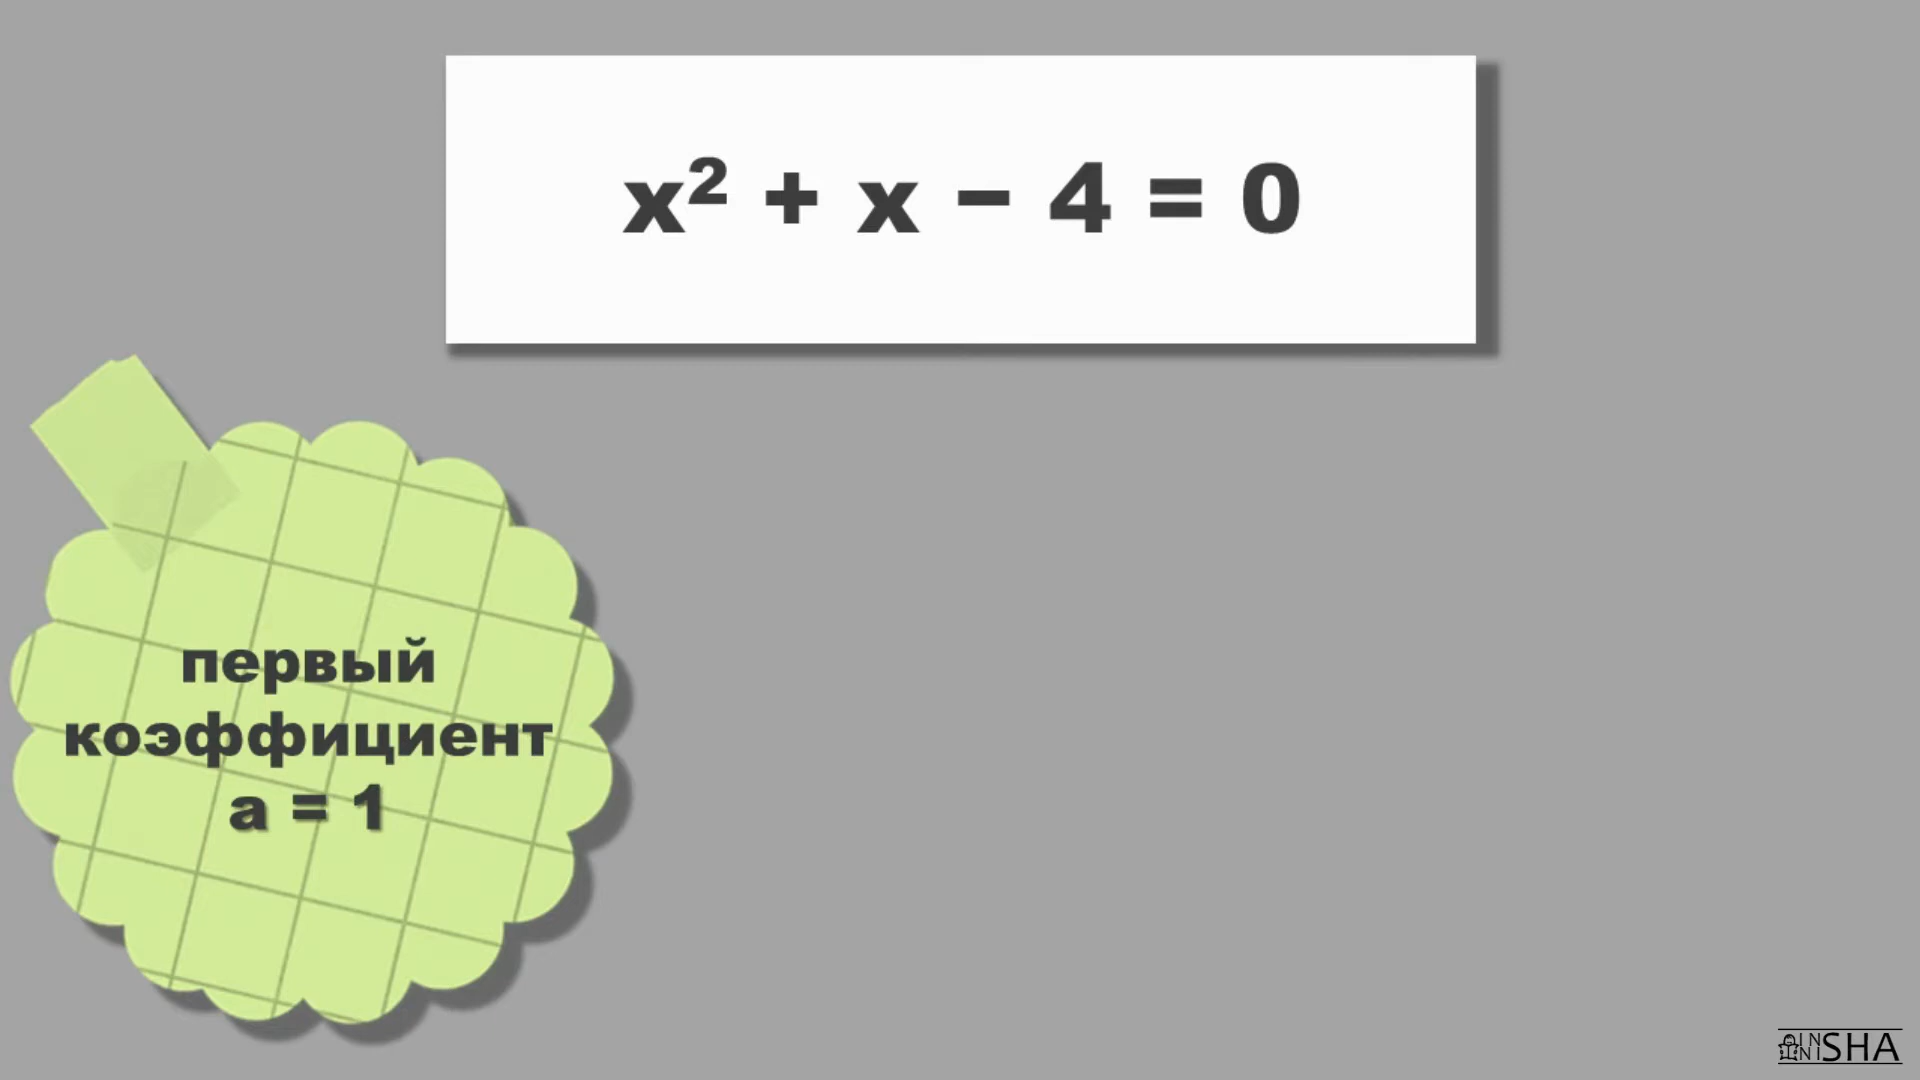 x² + x − 4 = 0
первый
коэффициент
a = 1
SHA